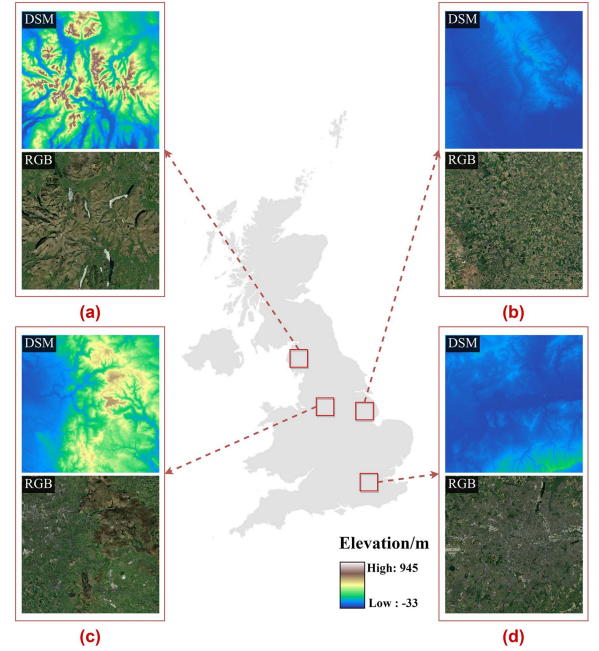 DSM
RGB
(a)
DSM
RGB
(b)
DSM
RGB
(c)
Elevation/m
High: 945
Low : -33
DSM
RGB
(d)